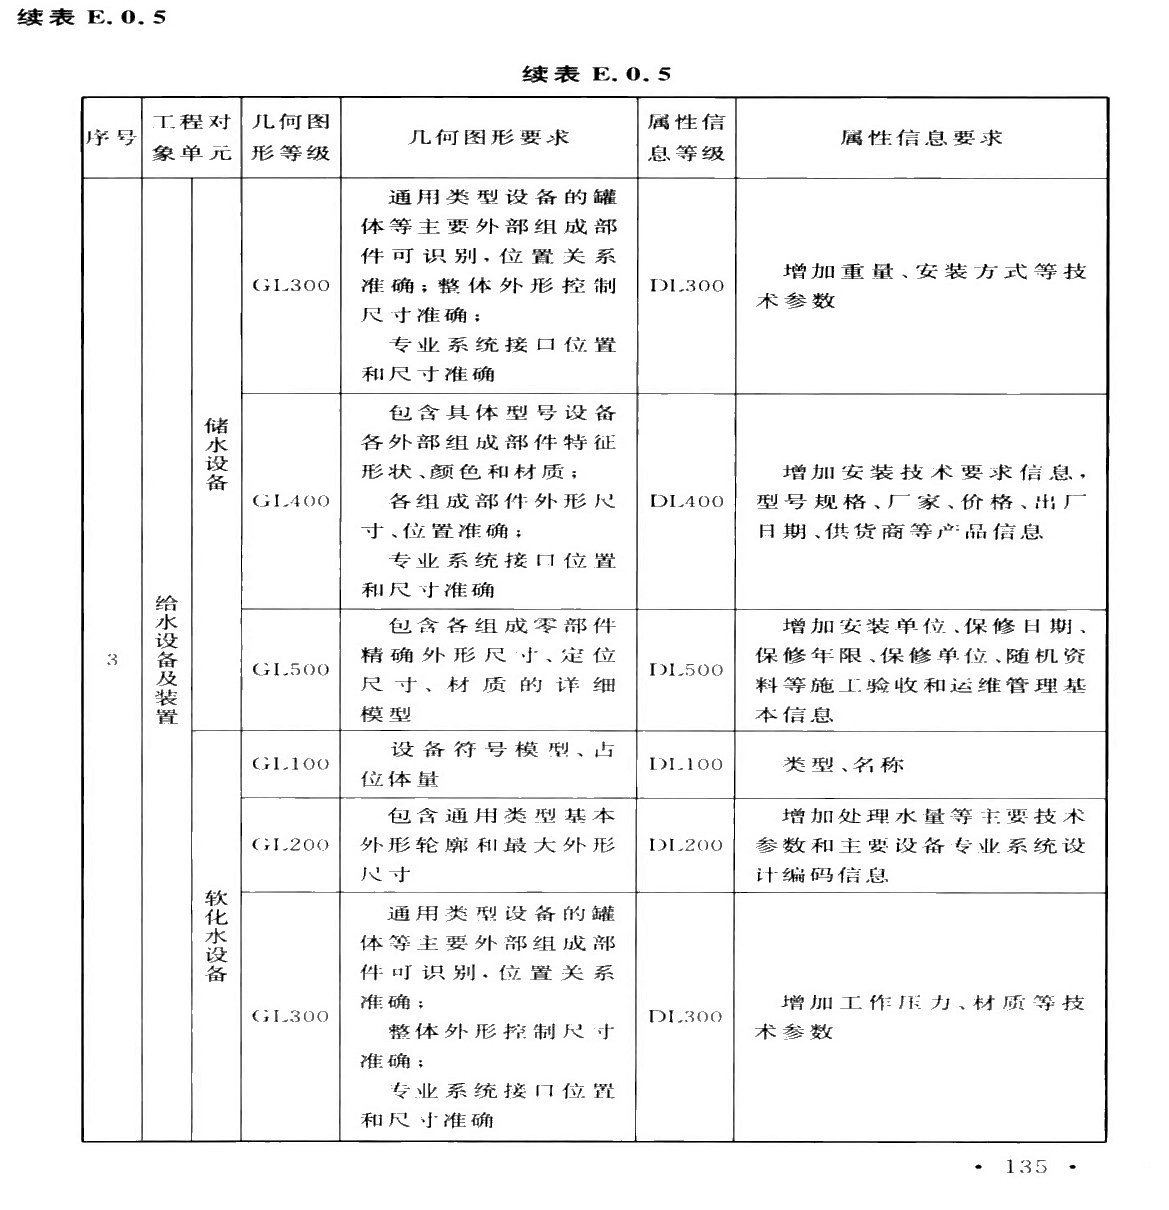 续表 E.0.5
续表 E.0.5
序号
工程对
象单元
几何图
形等级
几何图形要求
属性信
息等级
属性信息要求
3
给水设备及装置
储水设备
GL300
通用类型设备的罐
体等主要外部组成部
件可识别,位置关系
准确;整体外形控制
尺寸准确;
专业系统接口位置
和尺寸准确
DL300
增加重量、安装方式等技
术参数
GL400
包含具体型号设备
各外部组成部件特征
形状、颜色和材质;
各组成部件外形尺
寸、位置准确;
专业系统接口位置
和尺寸准确
DL400
增加安装技术要求信息,
型号规格、厂家、价格、出厂
日期、供货商等产品信息
GL500
包含各组成零部件
精确外形尺寸、定位
尺寸、材质的详细
模型
DL500
增加安装单位、保修日期、
保修年限、保修单位、随机资
料等施工验收和运维管理基
本信息
软化水设备
GL100
设备符号模型、占
位体量
DL100
类型、名称
GL200
包含通用类型基本
外形轮廓和最大外形
尺寸
DL200
增加处理水量等主要技术
参数和主要设备专业系统设
计编码信息
GL300
通用类型设备的罐
体等主要外部组成部
件可识别,位置关系
准确;
整体外形控制尺寸
准确;
专业系统接口位置
和尺寸准确
DL300
增加工作压力、材质等技
术参数
• 135 •